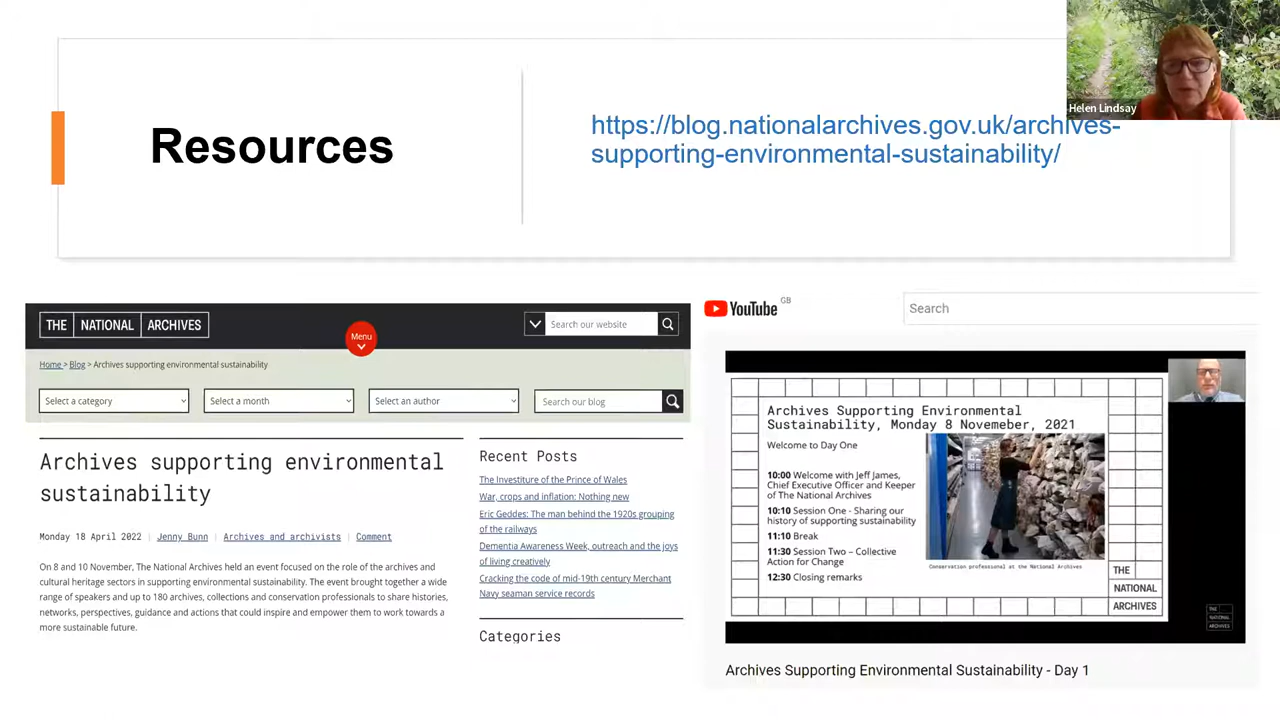 Resources
https://blog.nationalarchives.gov.uk/archives-
supporting-environmental-sustainability/
Helen Lindsay
THE NATIONAL ARCHIVES
Menu
Search our website
Home > Blog > Archives supporting environmental sustainability
Select a category
Select a month
Select an author
Search our blog
Archives supporting environmental
sustainability
Monday 18 April 2022 | Jenny Bunn | Archives and archivists | Comment
On 8 and 10 November, The National Archives held an event focused on the role of the archives and
cultural heritage sectors in supporting environmental sustainability. The event brought together a wide
range of speakers and up to 180 archives, collections and conservation professionals to share histories,
networks, perspectives, guidance and actions that could inspire and empower them to work towards a
more sustainable future.
Recent Posts
The Investiture of the Prince of Wales
War, crops and inflation: Nothing new
Eric Geddes: The man behind the 1920s grouping
of the railways
Dementia Awareness Week, outreach and the joys
of living creatively
Cracking the code of mid-19th century Merchant
Navy seaman service records
Categories
YouTube GB
Search
Archives Supporting Environmental
Sustainability, Monday 8 Novemeber, 2021
Welcome to Day One
10:00 Welcome with Jeff James,
Chief Executive Officer and Keeper
of The National Archives
10:10 Session One - Sharing our
history of supporting sustainability
11:10 Break
11:30 Session Two – Collective
Action for Change
12:30 Closing remarks
Conservation professional at the National Archives
THE
NATIONAL
ARCHIVES
THE
NATIONAL
ARCHIVES
Archives Supporting Environmental Sustainability - Day 1